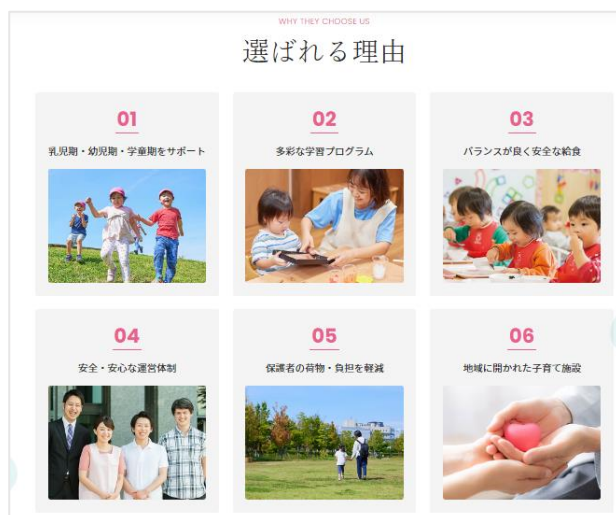 WHY THEY CHOOSE US
選ばれる理由
01
乳児期・幼児期・学童期をサポート
02
多彩な学習プログラム
03
バランスが良く安全な給食
04
安全・安心な運営体制
05
保護者の荷物・負担を軽減
06
地域に開かれた子育て施設